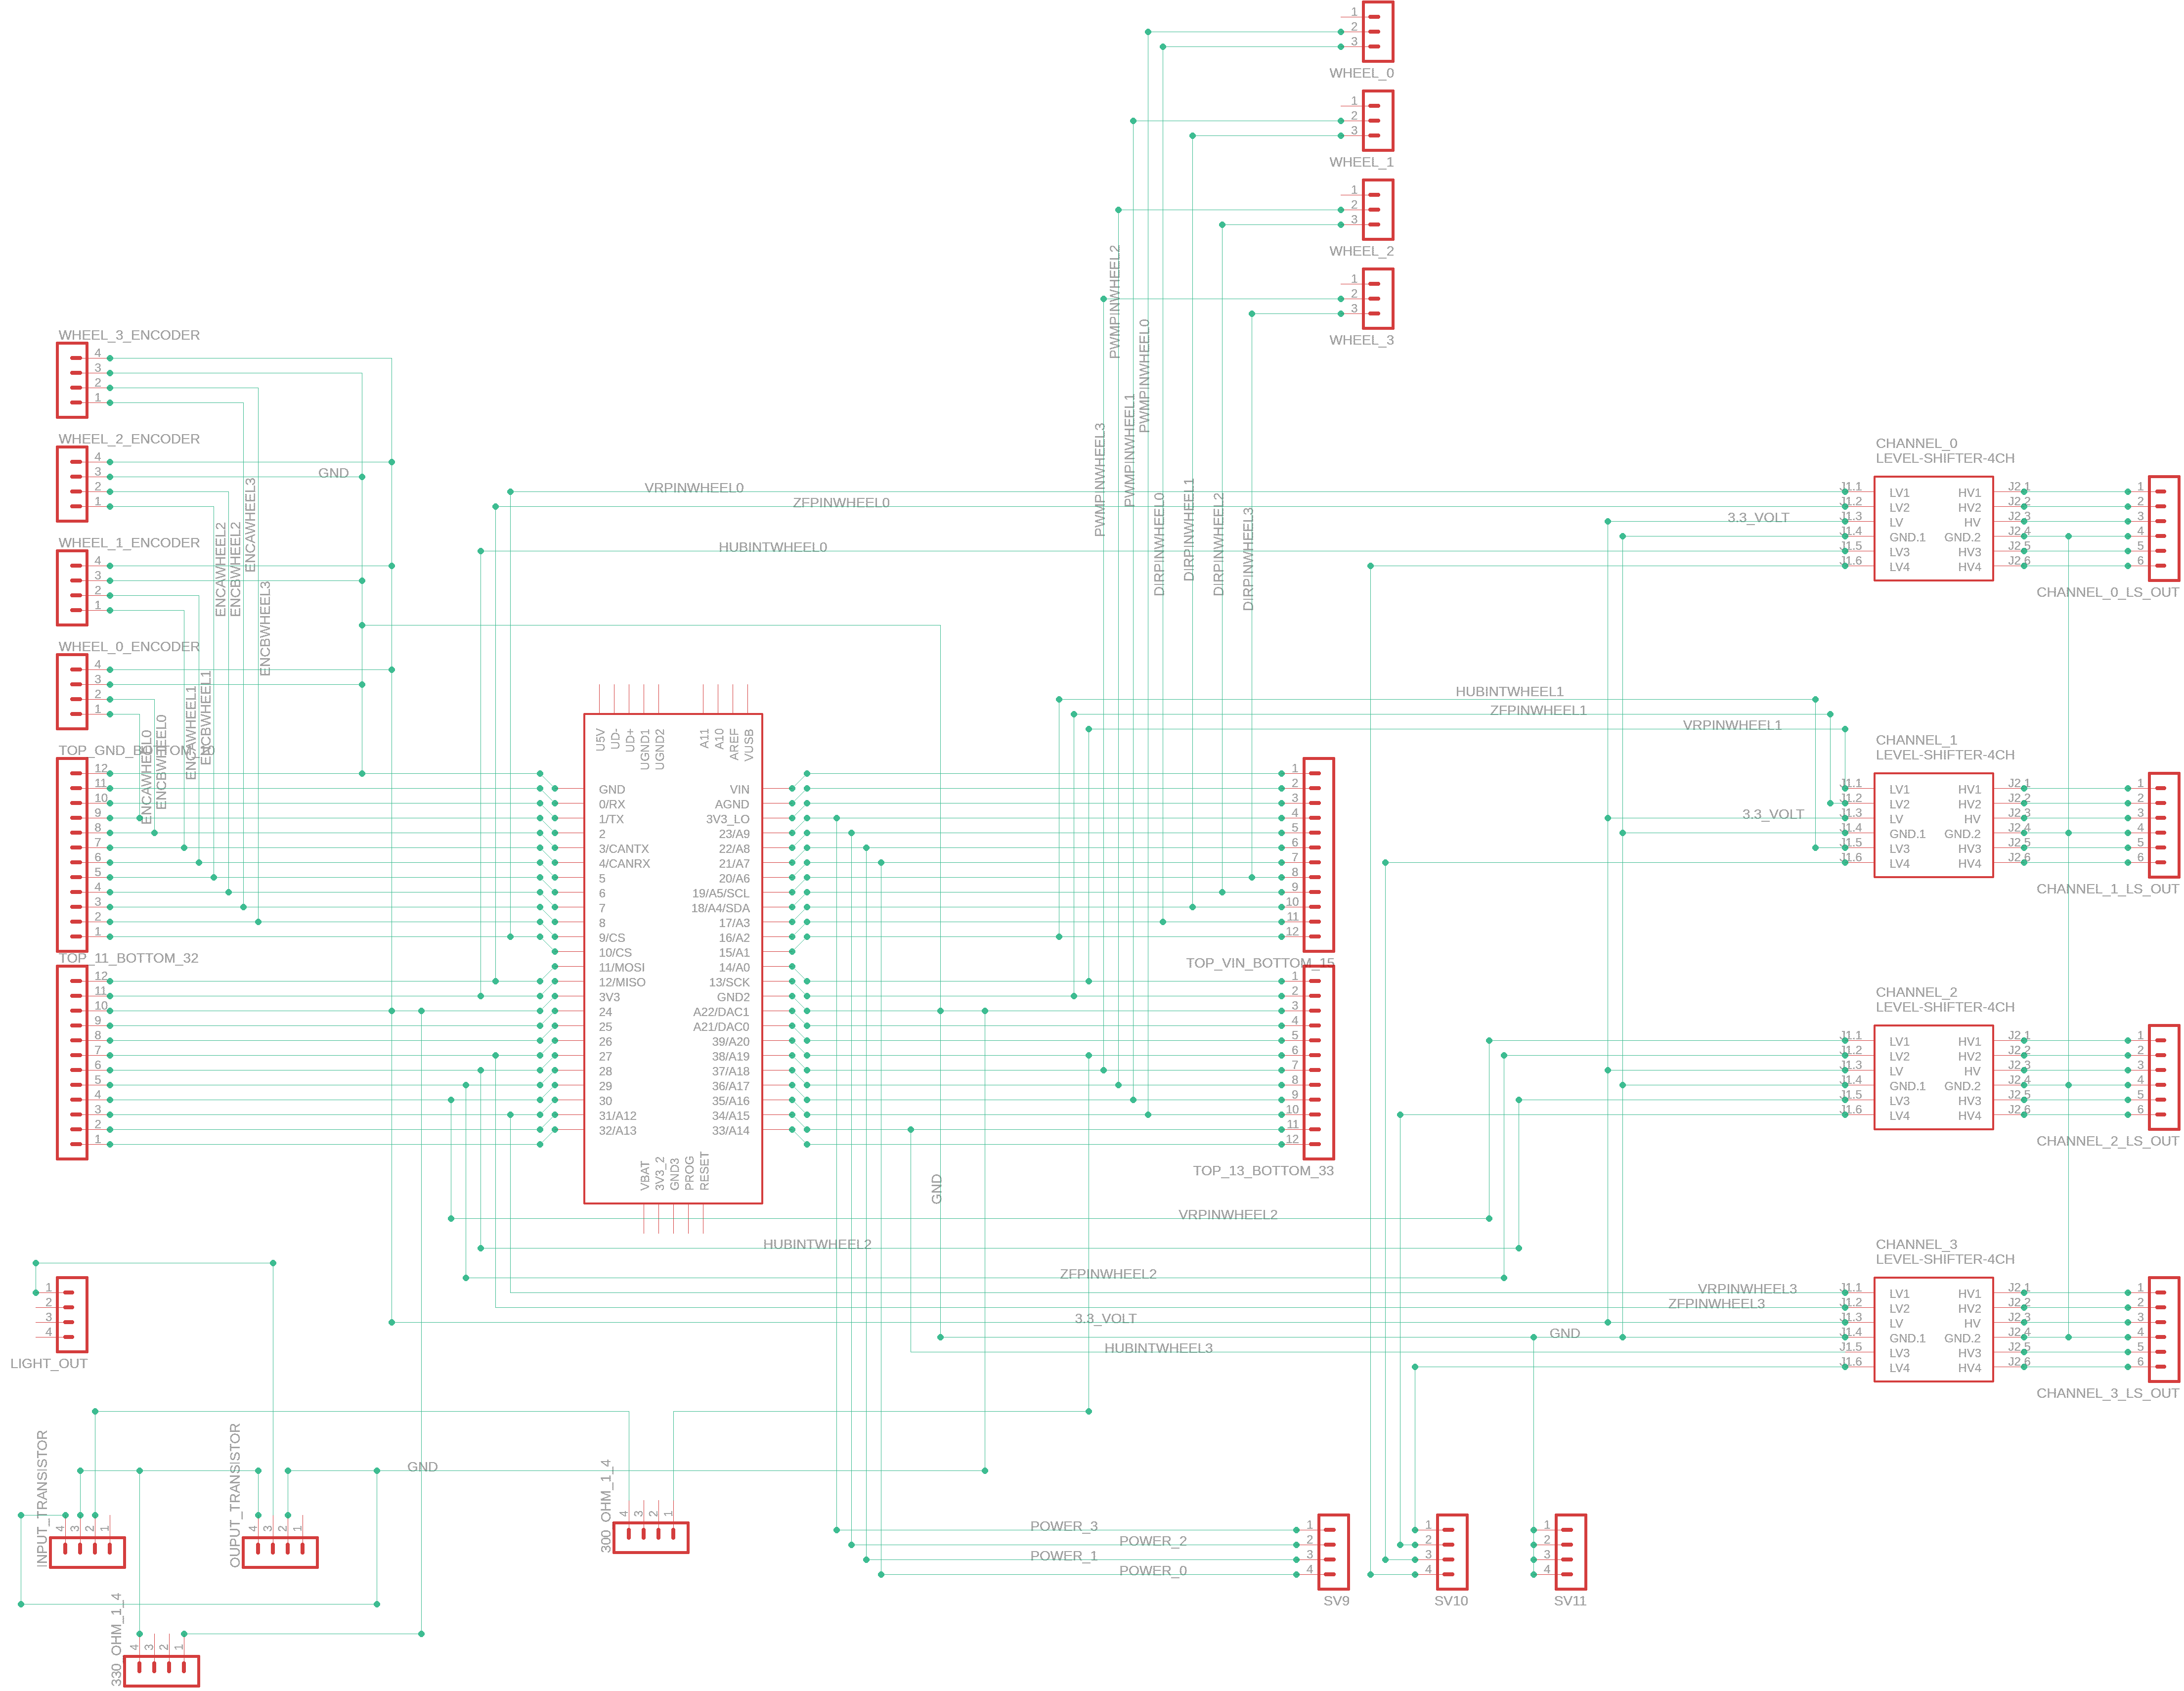 1
2
3
WHEEL_0
1
2
3
WHEEL_1
1
2
3
WHEEL_2
1
2
3
WHEEL_3
PWMPINWHEEL2
PWMPINWHEEL0
PWMPINWHEEL1
PWMPINWHEEL3
DIRPINWHEEL0
DIRPINWHEEL1
DIRPINWHEEL2
DIRPINWHEEL3
WHEEL_3_ENCODER
4
3
2
1
WHEEL_2_ENCODER
4
3
2
1
GND
WHEEL_1_ENCODER
4
3
2
1
WHEEL_0_ENCODER
4
3
2
1
ENCAWHEEL3
ENCAWHEEL2
ENCBWHEEL2
ENCBWHEEL3
ENCAWHEEL1
ENCBWHEEL1
ENCAWHEEL0
ENCBWHEEL0
VRPINWHEEL0
ZFPINWHEEL0
HUBINTWHEEL0
3.3_VOLT
CHANNEL_0
LEVEL-SHIFTER-4CH
J1.1 LV1 HV1 J2.1 1
J1.2 LV2 HV2 J2.2 2
J1.3 LV HV J2.3 3
J1.4 GND.1 GND.2 J2.4 4
J1.5 LV3 HV3 J2.5 5
J1.6 LV4 HV4 J2.6 6
CHANNEL_0_LS_OUT
HUBINTWHEEL1
ZFPINWHEEL1
VRPINWHEEL1
3.3_VOLT
CHANNEL_1
LEVEL-SHIFTER-4CH
J1.1 LV1 HV1 J2.1 1
J1.2 LV2 HV2 J2.2 2
J1.3 LV HV J2.3 3
J1.4 GND.1 GND.2 J2.4 4
J1.5 LV3 HV3 J2.5 5
J1.6 LV4 HV4 J2.6 6
CHANNEL_1_LS_OUT
TOP_GND_BOTTOM_10
12
11
10
9
8
7
6
5
4
3
2
1
TOP_11_BOTTOM_32
12
11
10
9
8
7
6
5
4
3
2
1
U5V
UD-
UD+
UGND1
UGND2
A11
A10
AREF
VUSB
GND VIN
0/RX AGND
1/TX 3V3_LO
2 23/A9
3/CANTX 22/A8
4/CANRX 21/A7
5 20/A6
6 19/A5/SCL
7 18/A4/SDA
8 17/A3
9/CS 16/A2
10/CS 15/A1
11/MOSI 14/A0
12/MISO 13/SCK
3V3 GND2
24 A22/DAC1
25 A21/DAC0
26 39/A20
27 38/A19
28 37/A18
29 36/A17
30 35/A16
31/A12 34/A15
32/A13 33/A14
VBAT
3V3_2
GND3
PROG
RESET
1
2
3
4
5
6
7
8
9
10
11
12
TOP_VIN_BOTTOM_15
1
2
3
4
5
6
7
8
9
10
11
12
TOP_13_BOTTOM_33
GND
CHANNEL_2
LEVEL-SHIFTER-4CH
J1.1 LV1 HV1 J2.1 1
J1.2 LV2 HV2 J2.2 2
J1.3 LV HV J2.3 3
J1.4 GND.1 GND.2 J2.4 4
J1.5 LV3 HV3 J2.5 5
J1.6 LV4 HV4 J2.6 6
CHANNEL_2_LS_OUT
VRPINWHEEL2
HUBINTWHEEL2
ZFPINWHEEL2
VRPINWHEEL3
ZFPINWHEEL3
3.3_VOLT
GND
HUBINTWHEEL3
CHANNEL_3
LEVEL-SHIFTER-4CH
J1.1 LV1 HV1 J2.1 1
J1.2 LV2 HV2 J2.2 2
J1.3 LV HV J2.3 3
J1.4 GND.1 GND.2 J2.4 4
J1.5 LV3 HV3 J2.5 5
J1.6 LV4 HV4 J2.6 6
CHANNEL_3_LS_OUT
1
2
3
4
LIGHT_OUT
INPUT_TRANSISTOR
4 3 2 1
OUPUT_TRANSISTOR
4 3 2 1
GND
300_OHM_1_4
4 3 2 1
330_OHM_1_4
4 3 2 1
POWER_3
POWER_2
POWER_1
POWER_0
1
2
3
4
SV9
1
2
3
4
SV10
1
2
3
4
SV11